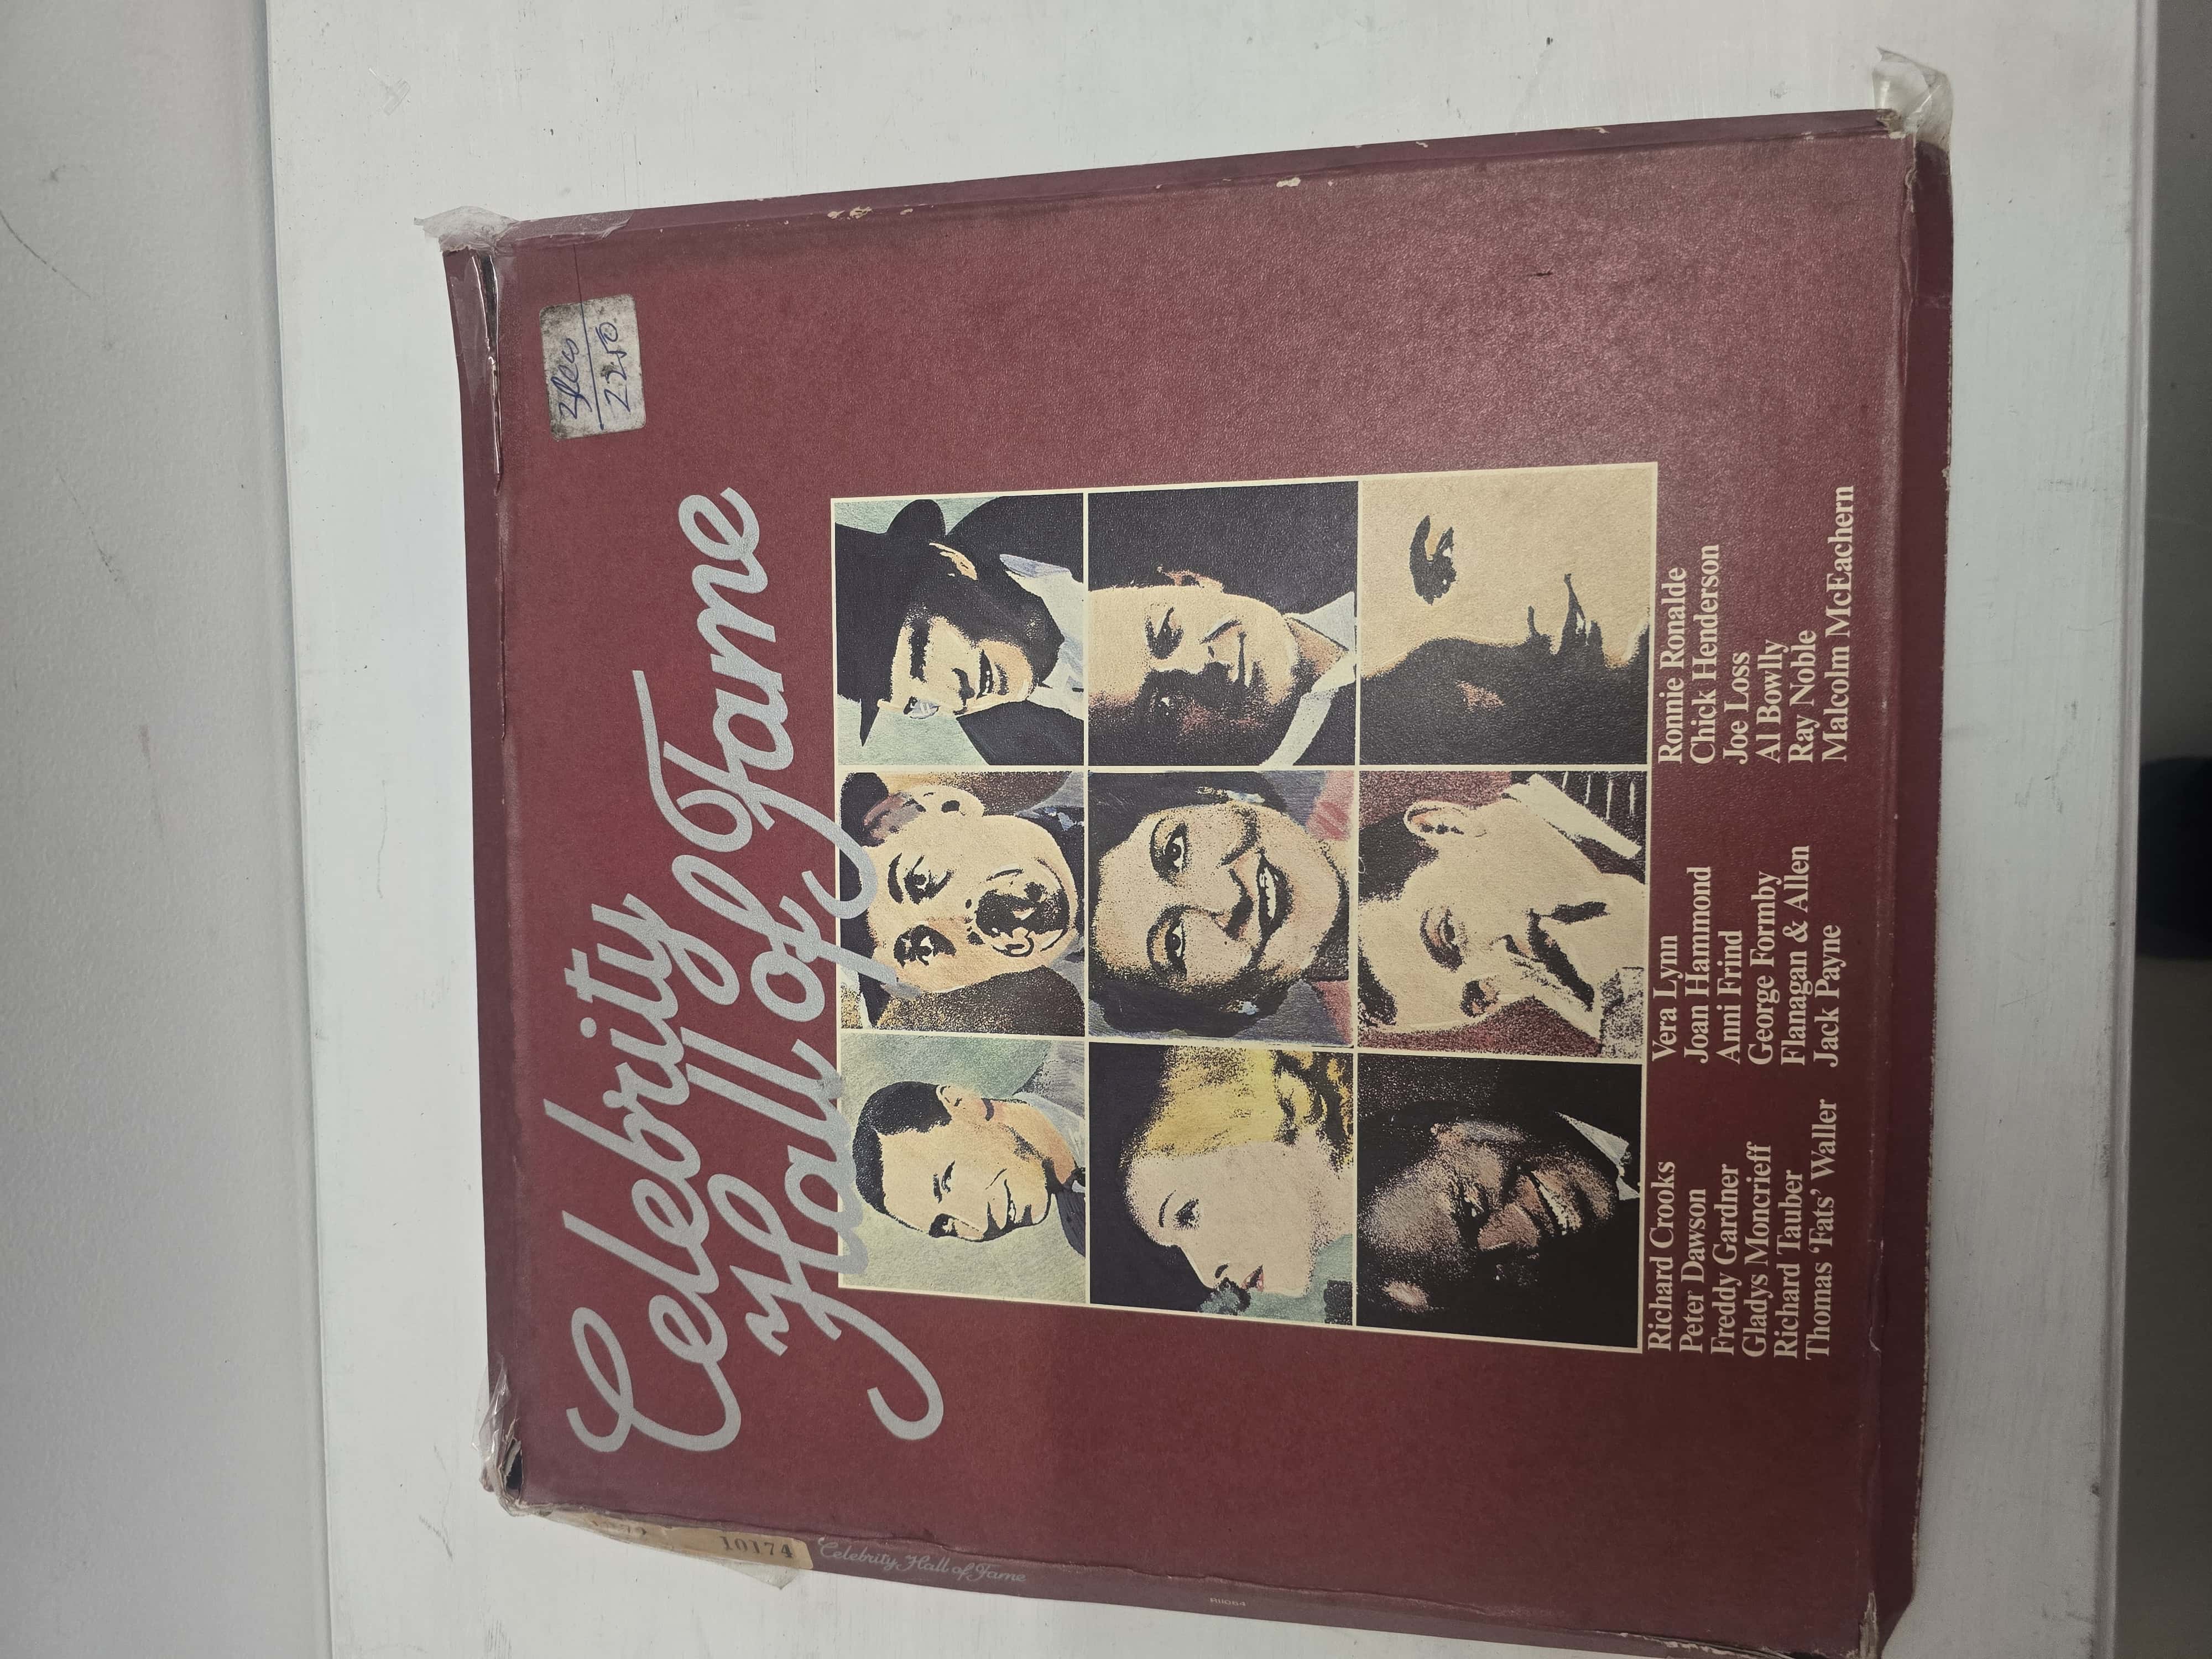 Celebrity
Hall of Fame
2250
Richard Crooks
Peter Dawson
Freddy Gardner
Gladys Moncrieff
Richard Tauber
Thomas 'Fats' Waller
Vera Lynn
Joan Hammond
Anni Frind
George Formby
Flanagan & Allen
Jack Payne
Ronnie Ronalde
Chick Henderson
Joe Loss
Al Bowlly
Ray Noble
Malcolm McEachern
10174
Celebrity Hall of Fame